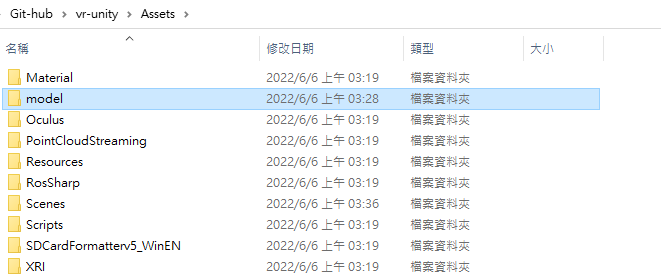 Git-hub > vr-unity > Assets >
名稱 修改日期 類型 大小
Material 2022/6/6 上午 03:19 檔案資料夾
model 2022/6/6 上午 03:28 檔案資料夾
Oculus 2022/6/6 上午 03:19 檔案資料夾
PointCloudStreaming 2022/6/6 上午 03:19 檔案資料夾
Resources 2022/6/6 上午 03:19 檔案資料夾
RosSharp 2022/6/6 上午 03:19 檔案資料夾
Scenes 2022/6/6 上午 03:36 檔案資料夾
Scripts 2022/6/6 上午 03:19 檔案資料夾
SDCardFormatterv5_WinEN 2022/6/6 上午 03:19 檔案資料夾
XRI 2022/6/6 上午 03:19 檔案資料夾